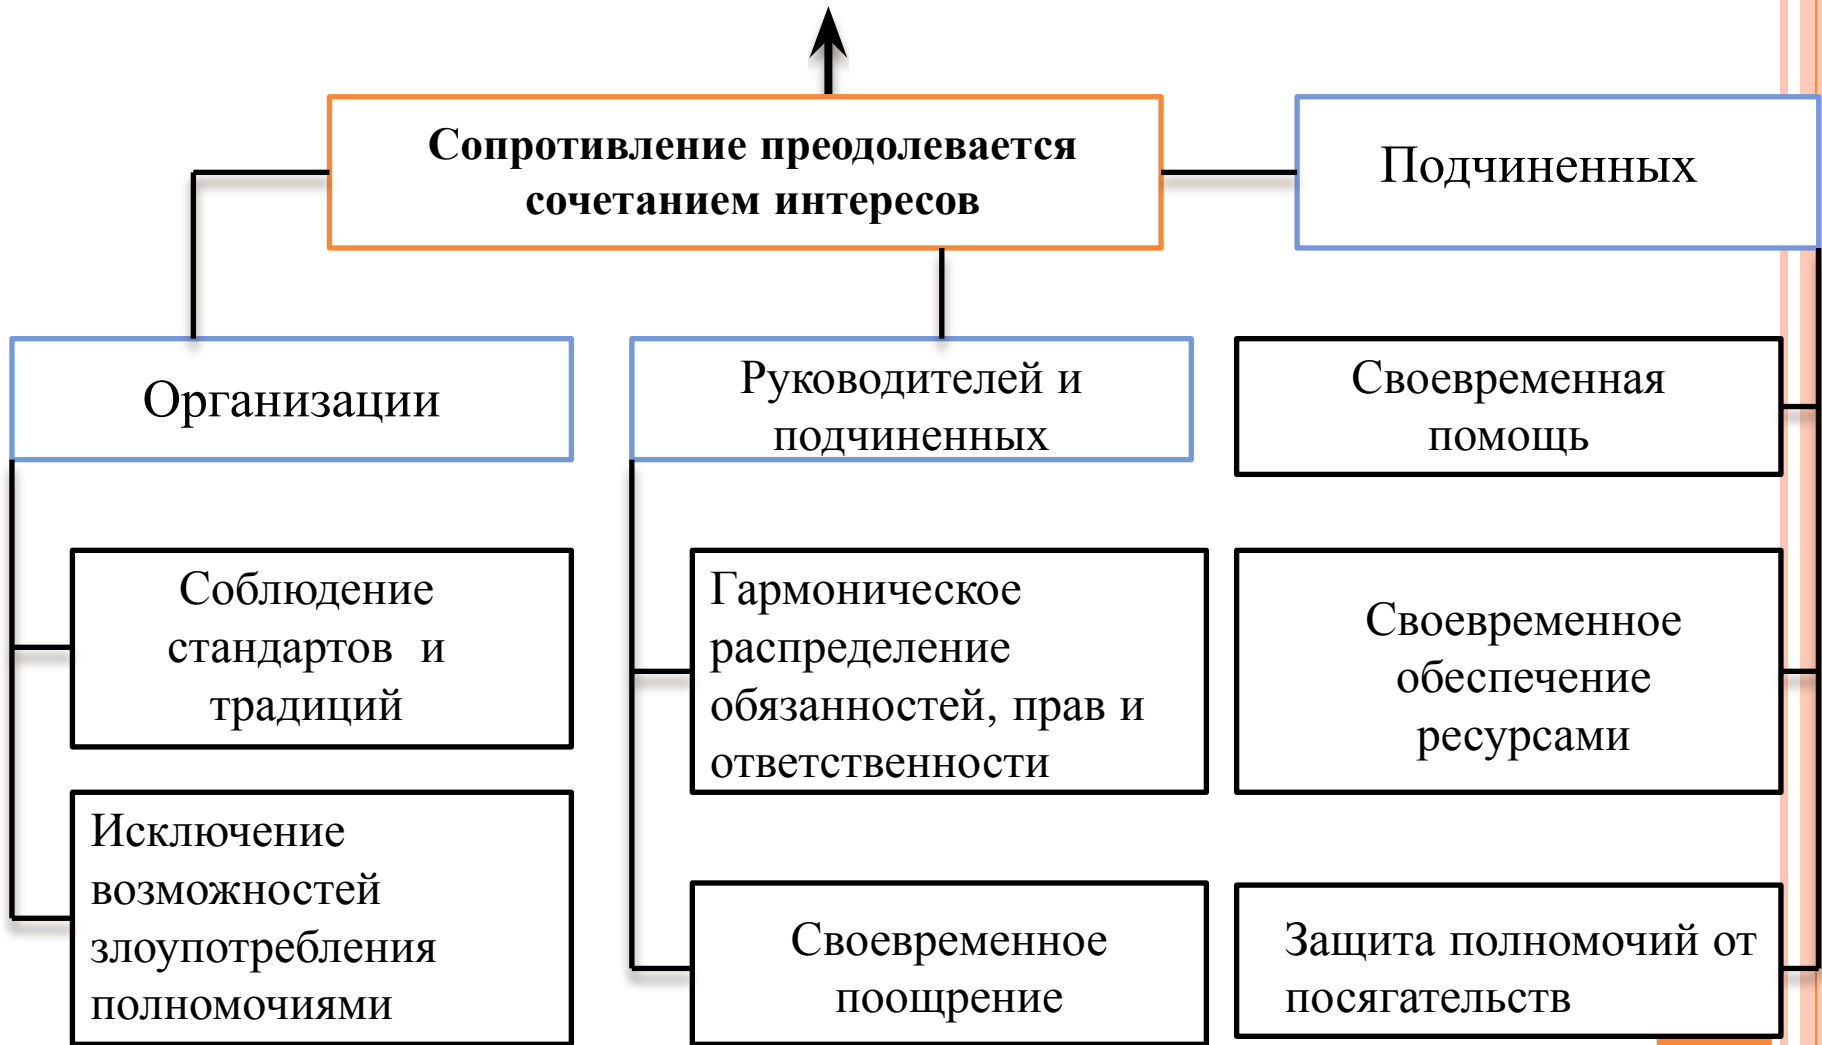 Сопротивление преодолевается
сочетанием интересов
Подчиненных
Организации
Руководителей и
подчиненных
Своевременная
помощь
Соблюдение
стандартов и
традиций
Гармоническое
распределение
обязанностей, прав и
ответственности
Своевременное
обеспечение
ресурсами
Исключение
возможностей
злоупотребления
полномочиями
Своевременное
поощрение
Защита полномочий от
посягательств